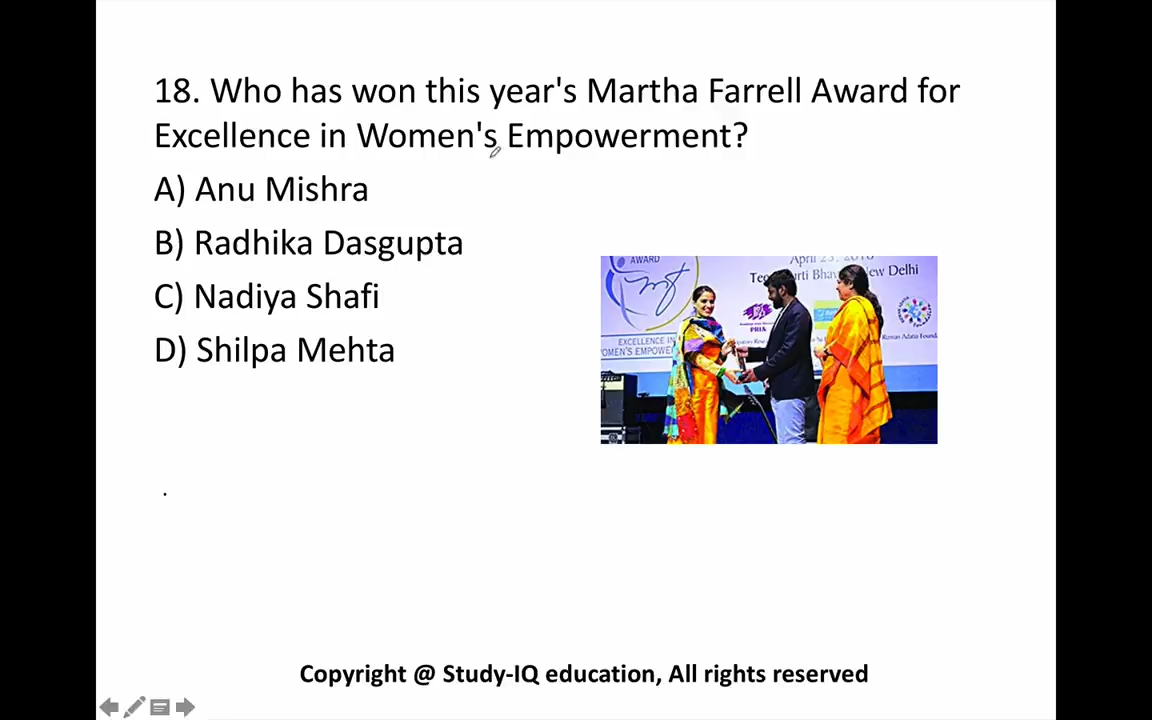 18. Who has won this year's Martha Farrell Award for
Excellence in Women's Empowerment?
A) Anu Mishra
B) Radhika Dasgupta
C) Nadiya Shafi
D) Shilpa Mehta
AWARD
New Delhi
PRIA
EXCELLENCE IN
WOMEN'S
.
Copyright @ Study-IQ education, All rights reserved